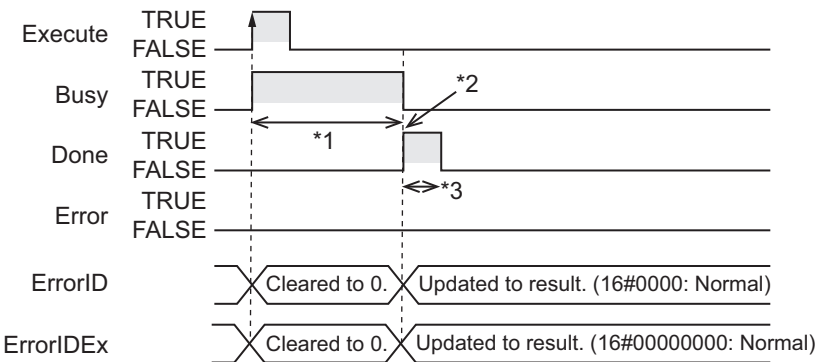 Execute TRUE
FALSE
Busy TRUE
FALSE
*1
*2
Done TRUE
FALSE
*3
Error TRUE
FALSE
ErrorID Cleared to 0. Updated to result. (16#0000: Normal)
ErrorIDEx Cleared to 0. Updated to result. (16#00000000: Normal)